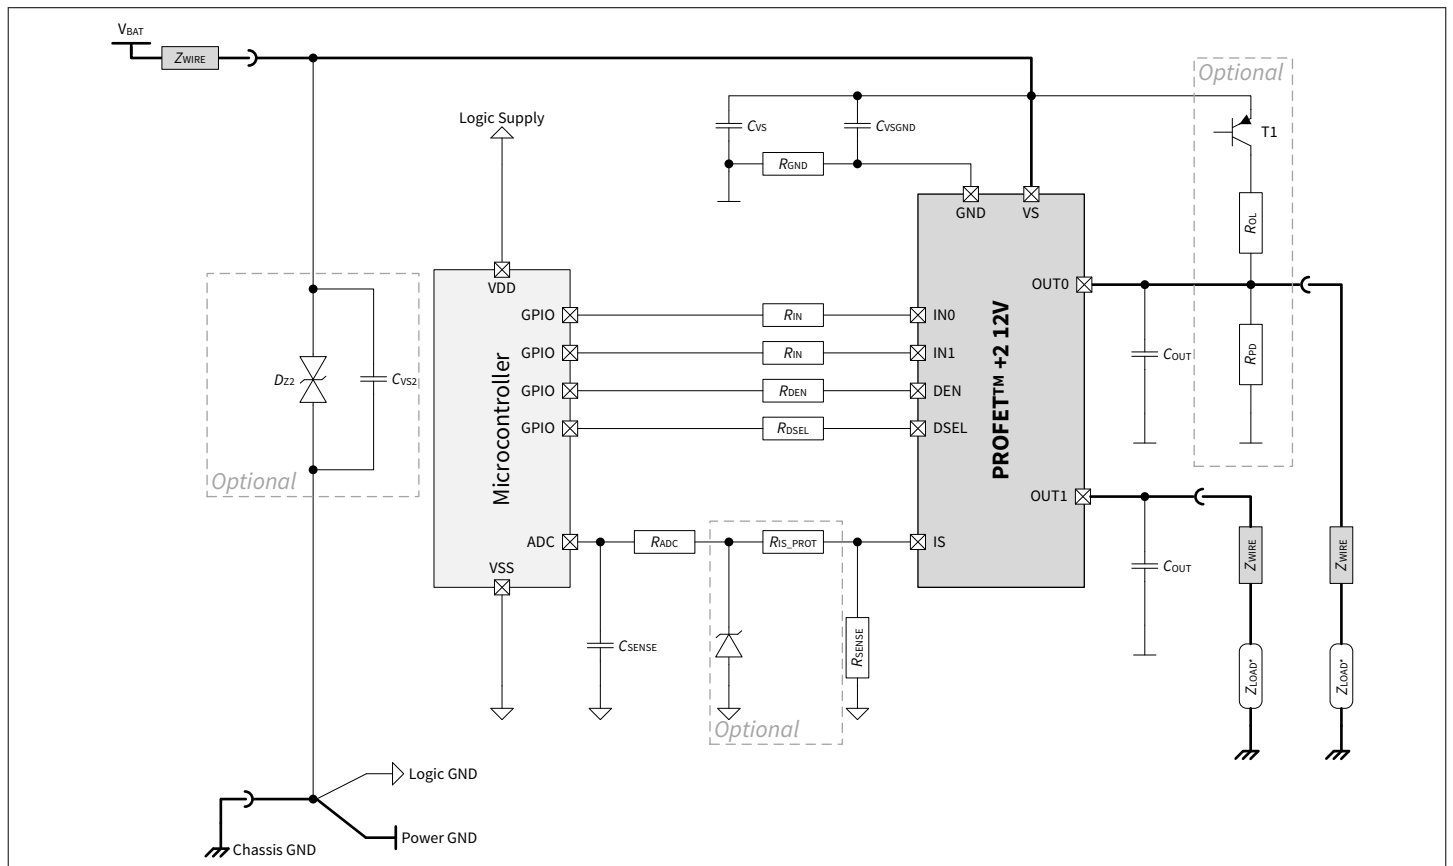 VBAT
ZWIRE
Optional
Logic Supply
CVS
CVSGND
T1
RGND
GND
VS
ROL
VDD
OUT0
GPIO
RIN
IN0
GPIO
RIN
IN1
COUT
RPD
DZ2
CVS2
GPIO
RDEN
DEN
GPIO
RDSEL
DSEL
Microcontroller
PROFET™ +2 12V
Optional
OUT1
ADC
RADC
RIS_PROT
IS
ZWIRE
ZWIRE
VSS
COUT
CSENSE
RSENSE
ZLOAD*
ZLOAD*
Optional
Logic GND
Power GND
Chassis GND